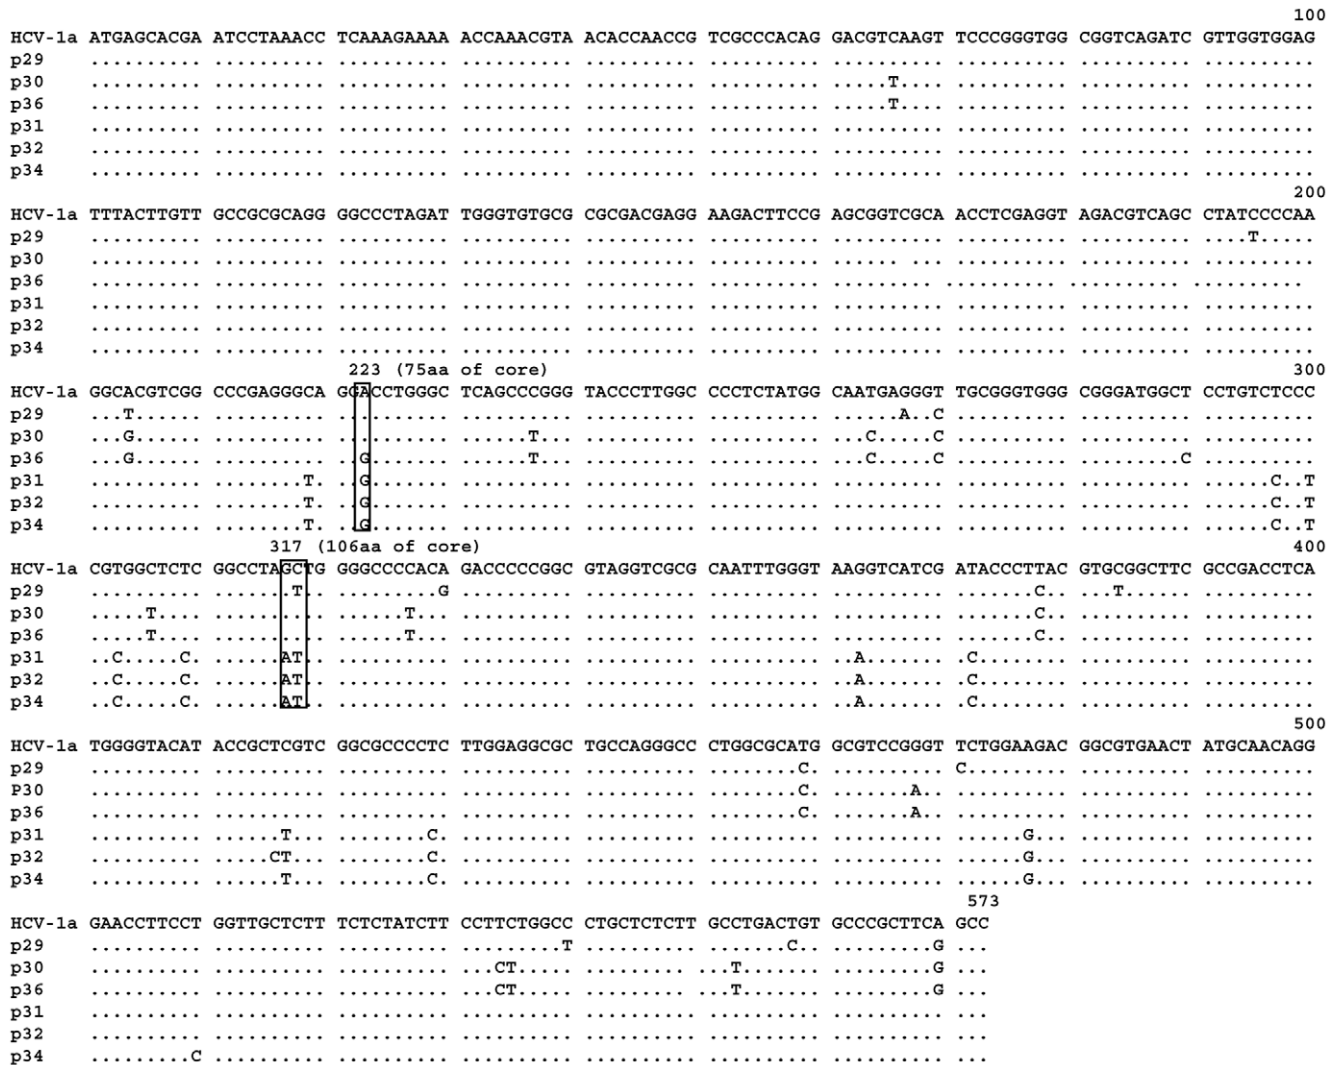 100
HCV-1a ATGAGCACGA ATCCTAAACC TCAAAGAAAA ACCAAACGTA ACACCAACCG TCGCCCACAG GACGTCAAGT TCCCGGGTGG CGGTCAGATC GTTGGTGGAG
p29 .......... .......... .......... .......... .......... .......... .......... .......... .......... ..........
p30 .......... .......... .......... .......... .......... .......... .....T.... .......... .......... ..........
p36 .......... .......... .......... .......... .......... .......... .....T.... .......... .......... ..........
p31 .......... .......... .......... .......... .......... .......... .......... .......... .......... ..........
p32 .......... .......... .......... .......... .......... .......... .......... .......... .......... ..........
p34 .......... .......... .......... .......... .......... .......... .......... .......... .......... ..........
200
HCV-1a TTTACTTGTT GCCGCGCAGG GGCCCTAGAT TGGGTGTGCG CGCGACGAGG AAGACTTCCG AGCGGTCGCA ACCTCGAGGT AGACGTCAGC CTATCCCCAA
p29 .......... .......... .......... .......... .......... .......... .......... .......... .......... ....T.....
p30 .......... .......... .......... .......... .......... .......... ..... .... .......... .......... ..........
p36 .......... .......... .......... .......... .......... .......... ......... .......... .......... ..........
p31 .......... .......... .......... .......... .......... .......... .......... .......... .......... ..........
p32 .......... .......... .......... .......... .......... .......... .......... .......... .......... ..........
p34 .......... .......... .......... .......... .......... .......... .......... .......... .......... ..........
223 (75aa of core) 300
HCV-1a GGCACGTCGG CCCGAGGGCA GGACCTGGGC TCAGCCCGGG TACCCTTGGC CCCTCTATGG CAATGAGGGT TGCGGGTGGG CGGGATGGCT CCTGTCTCCC
p29 ...T...... .......... .......... .......... .......... .......... ......A..C .......... .......... ..........
p30 ...G...... .......... .......... ......T... .......... .......... ...C.....C .......... .......... ..........
p36 ...G...... .......... ..G....... ......T... .......... .......... ...C.....C .......... .........C ..........
p31 .......... ........T. ..G....... .......... .......... .......... .......... .......... .......... ......C..T
p32 .......... ........T. ..G....... .......... .......... .......... .......... .......... .......... ......C..T
p34 .......... ........T. ..G....... .......... .......... .......... .......... .......... .......... ......C..T
317 (106aa of core) 400
HCV-1a CGTGGCTCTC GGCCTAGCTG GGGCCCCACA GACCCCCGGC GTAGGTCGCG CAATTTGGGT AAGGTCATCG ATACCCTTAC GTGCGGCTTC GCCGACCTCA
p29 .......... .......T.. .........G .......... .......... .......... .......... .......C.. ...T...... ..........
p30 .....T.... .......... ......T... .......... .......... .......... .......... .......C.. .......... ..........
p36 .....T.... .......... ......T... .......... .......... .......... .......... .......C.. .......... ..........
p31 ..C.....C. ......AT.. .......... .......... .......... .......... ..A....... .C........ .......... ..........
p32 ..C.....C. ......AT.. .......... .......... .......... .......... ..A....... .C........ .......... ..........
p34 ..C.....C. ......AT.. .......... .......... .......... .......... ..A....... .C........ .......... ..........
500
HCV-1a TGGGGTACAT ACCGCTCGTC GGCGCCCCTC TTGGAGGCGC TGCCAGGGCC CTGGCGCATG GCGTCCGGGT TCTGGAAGAC GGCGTGAACT ATGCAACAGG
p29 .......... .......... .......... .......... .......... ........C. .......... C......... .......... ..........
P30 .......... .......... .......... .......... .......... ........C. .......A.. .......... .......... ..........
p36 .......... .......... .......... .......... .......... ........C. .......A.. .......... .......... ..........
p31 .......... ......T... ........C. .......... .......... .......... .......... ......G... .......... ..........
p32 .......... .....CT... ........C. .......... .......... .......... .......... ......G... .......... ..........
p34 .......... ......T... ........C. .......... .......... .......... .......... ......G... .......... ..........
573
HCV-1a GAACCTTCCT GGTTGCTCTT TCTCTATCTT CCTTCTGGCC CTGCTCTCTT GCCTGACTGT GCCCGCTTCA GCC
p29 .......... .......... .......... .........T .......... .......C.. .........G ...
p30 .......... .......... .......... ...CT..... .......... ..T....... .........G ...
p36 .......... .......... .......... ...CT..... .......... ..T....... .........G ...
p31 .......... .......... .......... .......... .......... .......... .......... ...
p32 .......... .......... .......... .......... .......... .......... .......... ...
p34 .........C .......... .......... .......... .......... .......... .......... ...